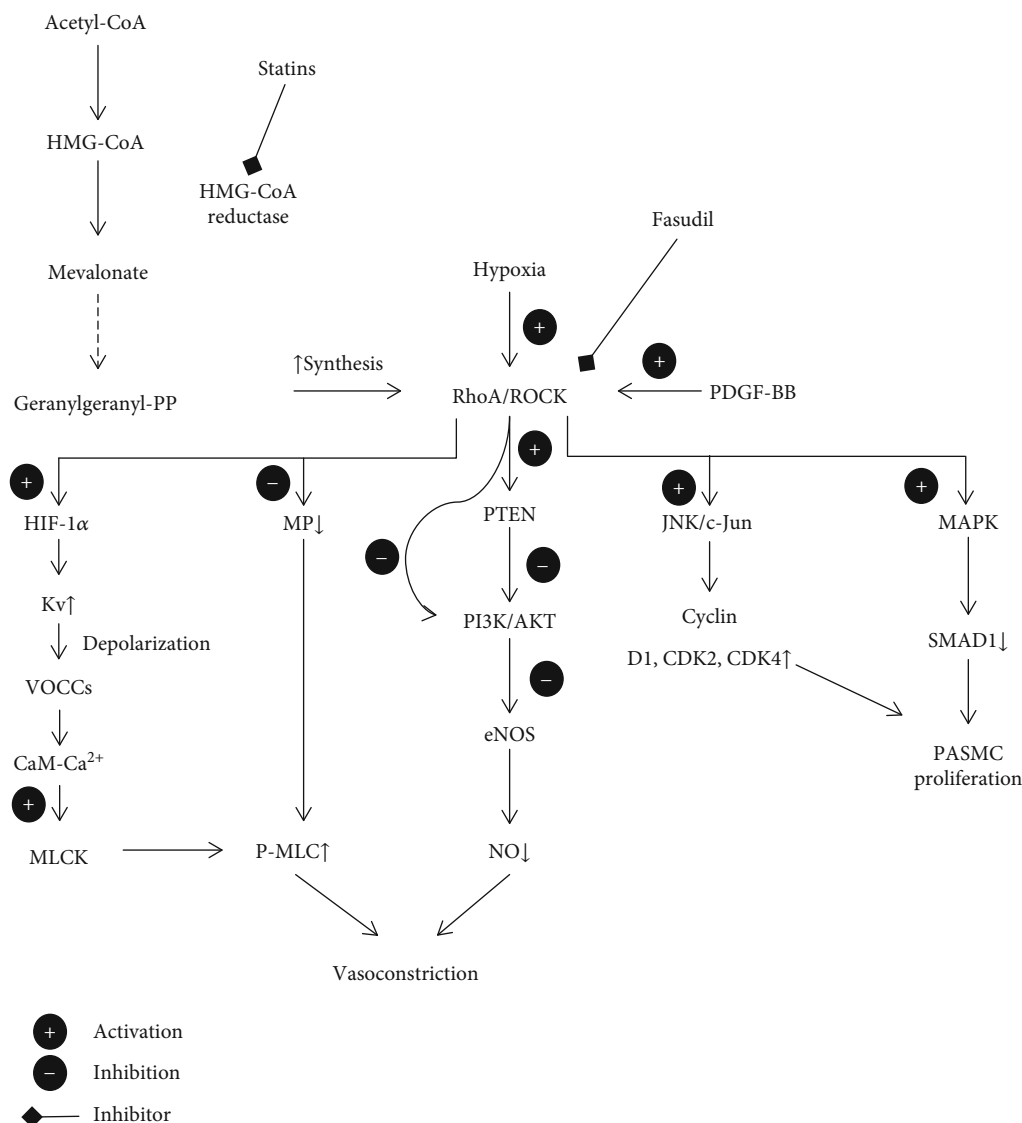 Acetyl-CoA
Statins
HMG-CoA
HMG-CoA
reductase
Fasudil
Mevalonate
Hypoxia
+
↑Synthesis
+
Geranylgeranyl-PP
RhoA/ROCK
PDGF-BB
+
−
+
+
+
HIF-1α
MP↓
PTEN
JNK/c-Jun
MAPK
−
−
Kv↑
PI3K/AKT
Cyclin
Depolarization
D1, CDK2, CDK4↑
SMAD1↓
VOCCs
−
eNOS
CaM-Ca²⁺
PASMC
proliferation
+
MLCK
P-MLC↑
NO↓
Vasoconstriction
+ Activation
− Inhibition
Inhibitor